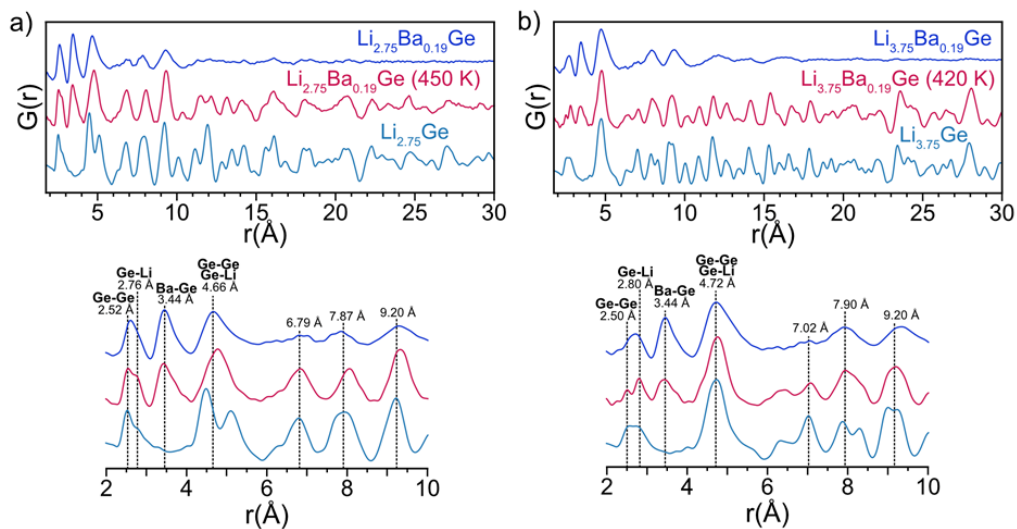 a)
Li2.75Ba0.19Ge
Li2.75Ba0.19Ge (450 K)
Li2.75Ge
G(r)
5 10 15 20 25 30
r(Å)
b)
Li3.75Ba0.19Ge
Li3.75Ba0.19Ge (420 K)
Li3.75Ge
G(r)
5 10 15 20 25 30
r(Å)
Ge-Ge
2.52 Å
Ge-Li
2.76 Å
Ba-Ge
3.44 Å
Ge-Ge
Ge-Li
4.66 Å
6.79 Å
7.87 Å
9.20 Å
2 4 6 8 10
r(Å)
Ge-Ge
2.50 Å
Ge-Li
2.80 Å
Ba-Ge
3.44 Å
Ge-Ge
Ge-Li
4.72 Å
7.02 Å
7.90 Å
9.20 Å
2 4 6 8 10
r(Å)